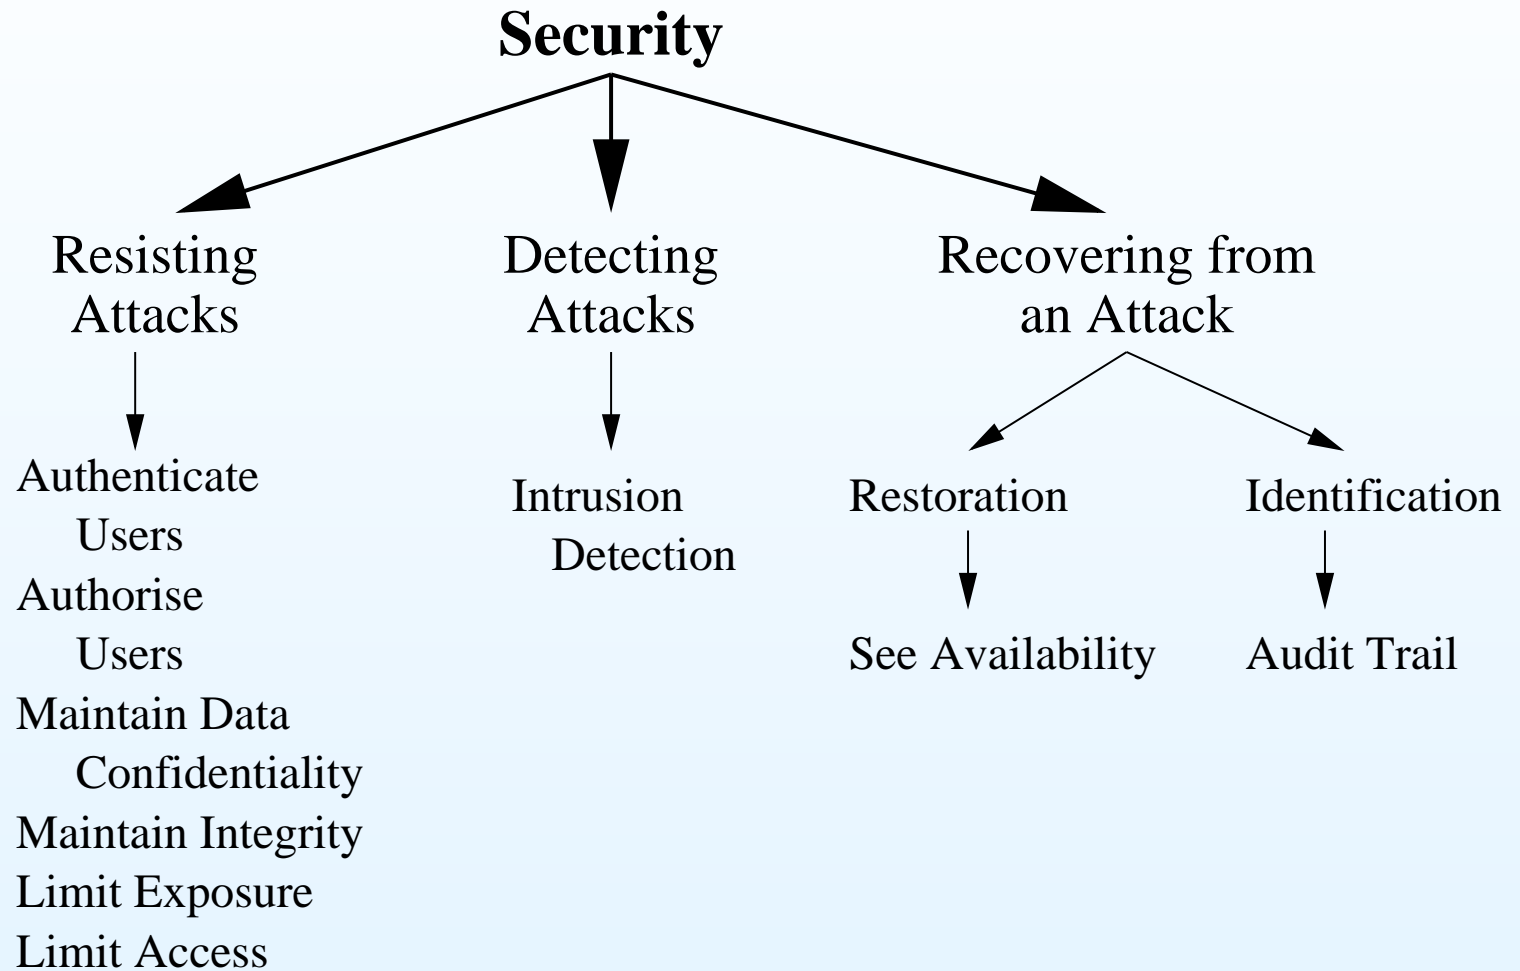 Security
Resisting
Attacks
Detecting
Attacks
Recovering from
an Attack
Authenticate
Users
Authorise
Users
Maintain Data
Confidentiality
Maintain Integrity
Limit Exposure
Limit Access
Intrusion
Detection
Restoration
See Availability
Identification
Audit Trail